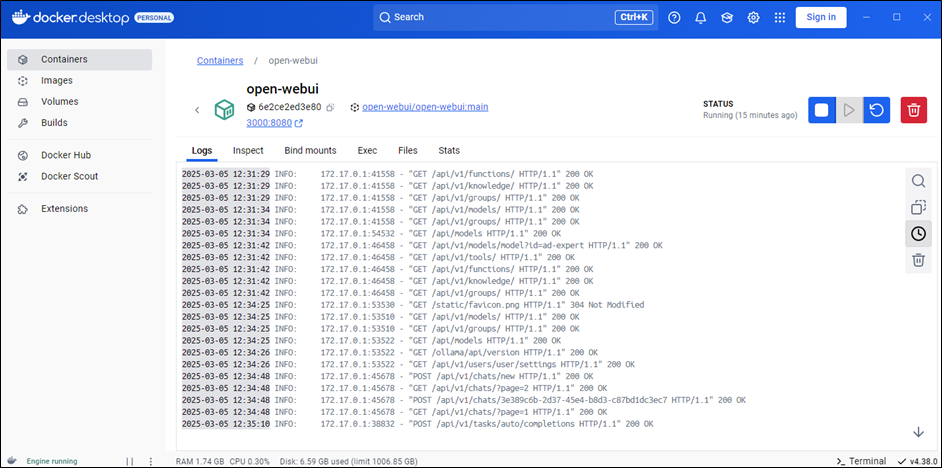 docker.desktop PERSONAL
Search
Ctrl+K
Sign in
Containers
Images
Volumes
Builds
Docker Hub
Docker Scout
Extensions
Containers / open-webui
open-webui
6e2ce2ed3e80 open-webui/open-webui:main
3000:8080
STATUS
Running (15 minutes ago)
Logs Inspect Bind mounts Exec Files Stats
2025-03-05 12:31:29 INFO: 172.17.0.1:41558 - "GET /api/v1/functions/ HTTP/1.1" 200 OK
2025-03-05 12:31:29 INFO: 172.17.0.1:41558 - "GET /api/v1/knowledge/ HTTP/1.1" 200 OK
2025-03-05 12:31:29 INFO: 172.17.0.1:41558 - "GET /api/v1/groups/ HTTP/1.1" 200 OK
2025-03-05 12:31:34 INFO: 172.17.0.1:41558 - "GET /api/v1/models/ HTTP/1.1" 200 OK
2025-03-05 12:31:34 INFO: 172.17.0.1:41558 - "GET /api/v1/groups/ HTTP/1.1" 200 OK
2025-03-05 12:31:34 INFO: 172.17.0.1:54532 - "GET /api/models HTTP/1.1" 200 OK
2025-03-05 12:31:42 INFO: 172.17.0.1:46458 - "GET /api/v1/models/model?id=ad-expert HTTP/1.1" 200 OK
2025-03-05 12:31:42 INFO: 172.17.0.1:46458 - "GET /api/v1/tools/ HTTP/1.1" 200 OK
2025-03-05 12:31:42 INFO: 172.17.0.1:46458 - "GET /api/v1/functions/ HTTP/1.1" 200 OK
2025-03-05 12:31:42 INFO: 172.17.0.1:46458 - "GET /api/v1/knowledge/ HTTP/1.1" 200 OK
2025-03-05 12:31:42 INFO: 172.17.0.1:46458 - "GET /api/v1/groups/ HTTP/1.1" 200 OK
2025-03-05 12:34:25 INFO: 172.17.0.1:53530 - "GET /static/favicon.png HTTP/1.1" 304 Not Modified
2025-03-05 12:34:25 INFO: 172.17.0.1:53510 - "GET /api/v1/models/ HTTP/1.1" 200 OK
2025-03-05 12:34:25 INFO: 172.17.0.1:53510 - "GET /api/v1/groups/ HTTP/1.1" 200 OK
2025-03-05 12:34:25 INFO: 172.17.0.1:53522 - "GET /api/models HTTP/1.1" 200 OK
2025-03-05 12:34:26 INFO: 172.17.0.1:53522 - "GET /ollama/api/version HTTP/1.1" 200 OK
2025-03-05 12:34:26 INFO: 172.17.0.1:53522 - "GET /api/v1/users/user/settings HTTP/1.1" 200 OK
2025-03-05 12:34:48 INFO: 172.17.0.1:45678 - "POST /api/v1/chats/new HTTP/1.1" 200 OK
2025-03-05 12:34:48 INFO: 172.17.0.1:45678 - "GET /api/v1/chats/?page=2 HTTP/1.1" 200 OK
2025-03-05 12:34:48 INFO: 172.17.0.1:45678 - "POST /api/v1/chats/3e389c6b-2d37-45e4-b8d3-c87bd1dc3ec7 HTTP/1.1" 200 OK
2025-03-05 12:34:48 INFO: 172.17.0.1:45678 - "GET /api/v1/chats/?page=1 HTTP/1.1" 200 OK
2025-03-05 12:35:10 INFO: 172.17.0.1:38832 - "POST /api/v1/tasks/auto/completions HTTP/1.1" 200 OK
Engine running RAM 1.74 GB CPU 0.30% Disk: 6.59 GB used (limit 1006.85 GB) Terminal v4.38.0